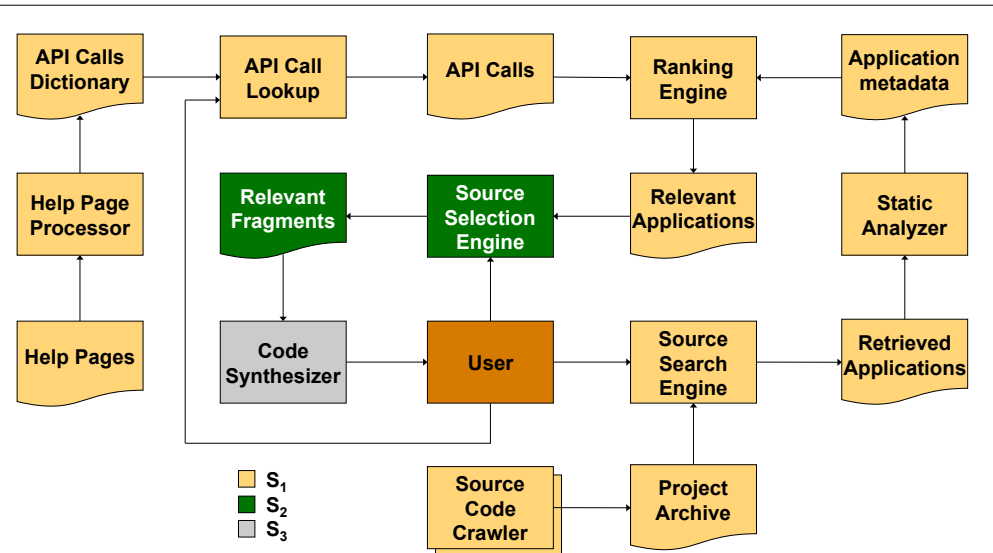 API Calls
Dictionary
API Call
Lookup
API Calls
Ranking
Engine
Application
metadata
Help Page
Processor
Relevant
Fragments
Source
Selection
Engine
Relevant
Applications
Static
Analyzer
Help Pages
Code
Synthesizer
User
Source
Search
Engine
Retrieved
Applications
S1
S2
S3
Source
Code
Crawler
Project
Archive